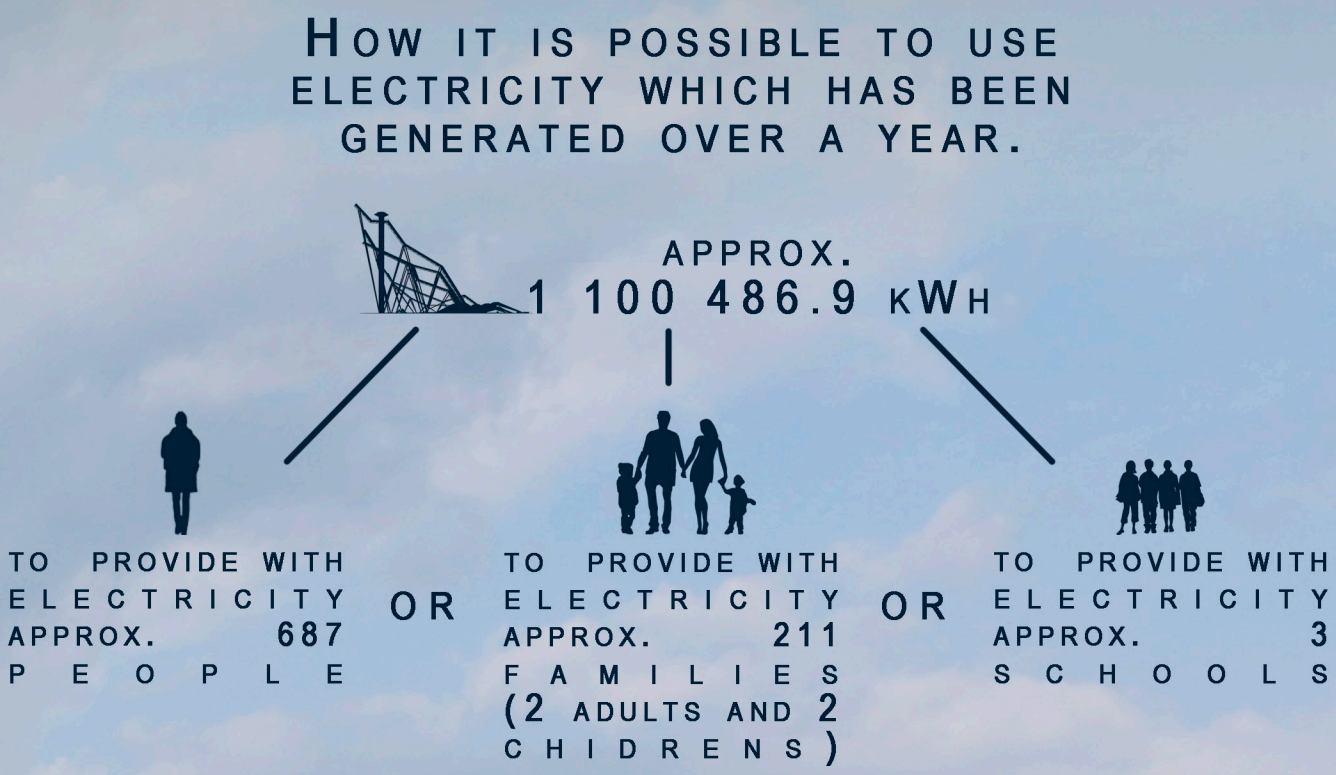 How it is possible to use
electricity which has been
generated over a year.
approx.
1 100 486.9 kWh
to provide with
electricity
approx. 687
people
or
to provide with
electricity
approx. 211
families
(2 adults and 2
chidrens)
or
to provide with
electricity
approx. 3
schools